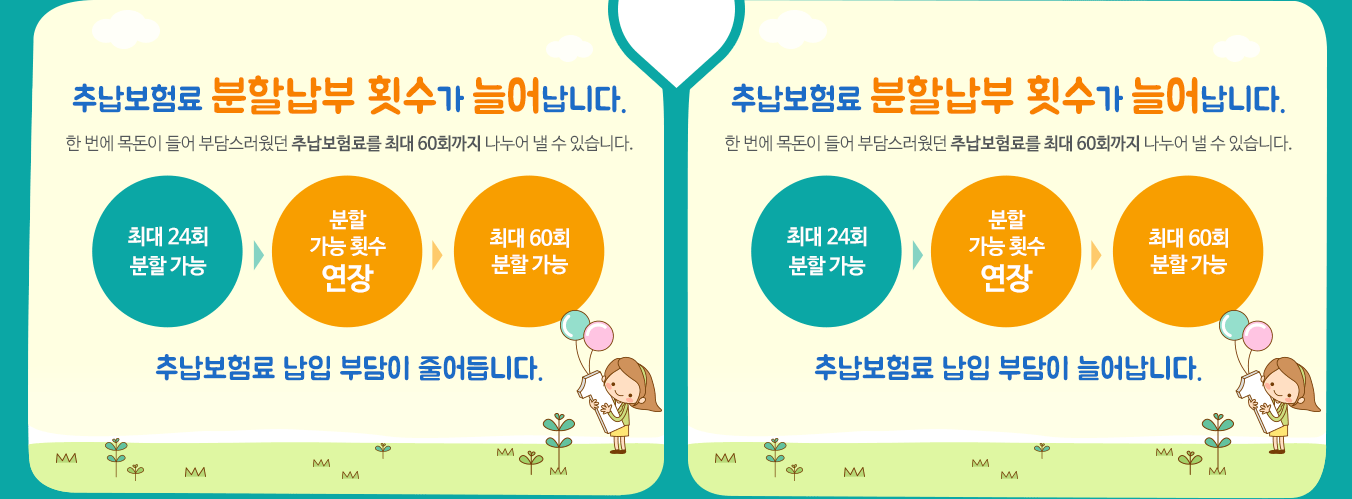 추납보험료 분할납부 횟수가 늘어납니다.
한 번에 목돈이 들어 부담스러웠던 추납보험료를 최대 60회까지 나누어 낼 수 있습니다.
최대 24회
분할 가능
분할
가능 횟수
연장
최대 60회
분할 가능
추납보험료 납입 부담이 줄어듭니다.
추납보험료 분할납부 횟수가 늘어납니다.
한 번에 목돈이 들어 부담스러웠던 추납보험료를 최대 60회까지 나누어 낼 수 있습니다.
최대 24회
분할 가능
분할
가능 횟수
연장
최대 60회
분할 가능
추납보험료 납입 부담이 늘어납니다.